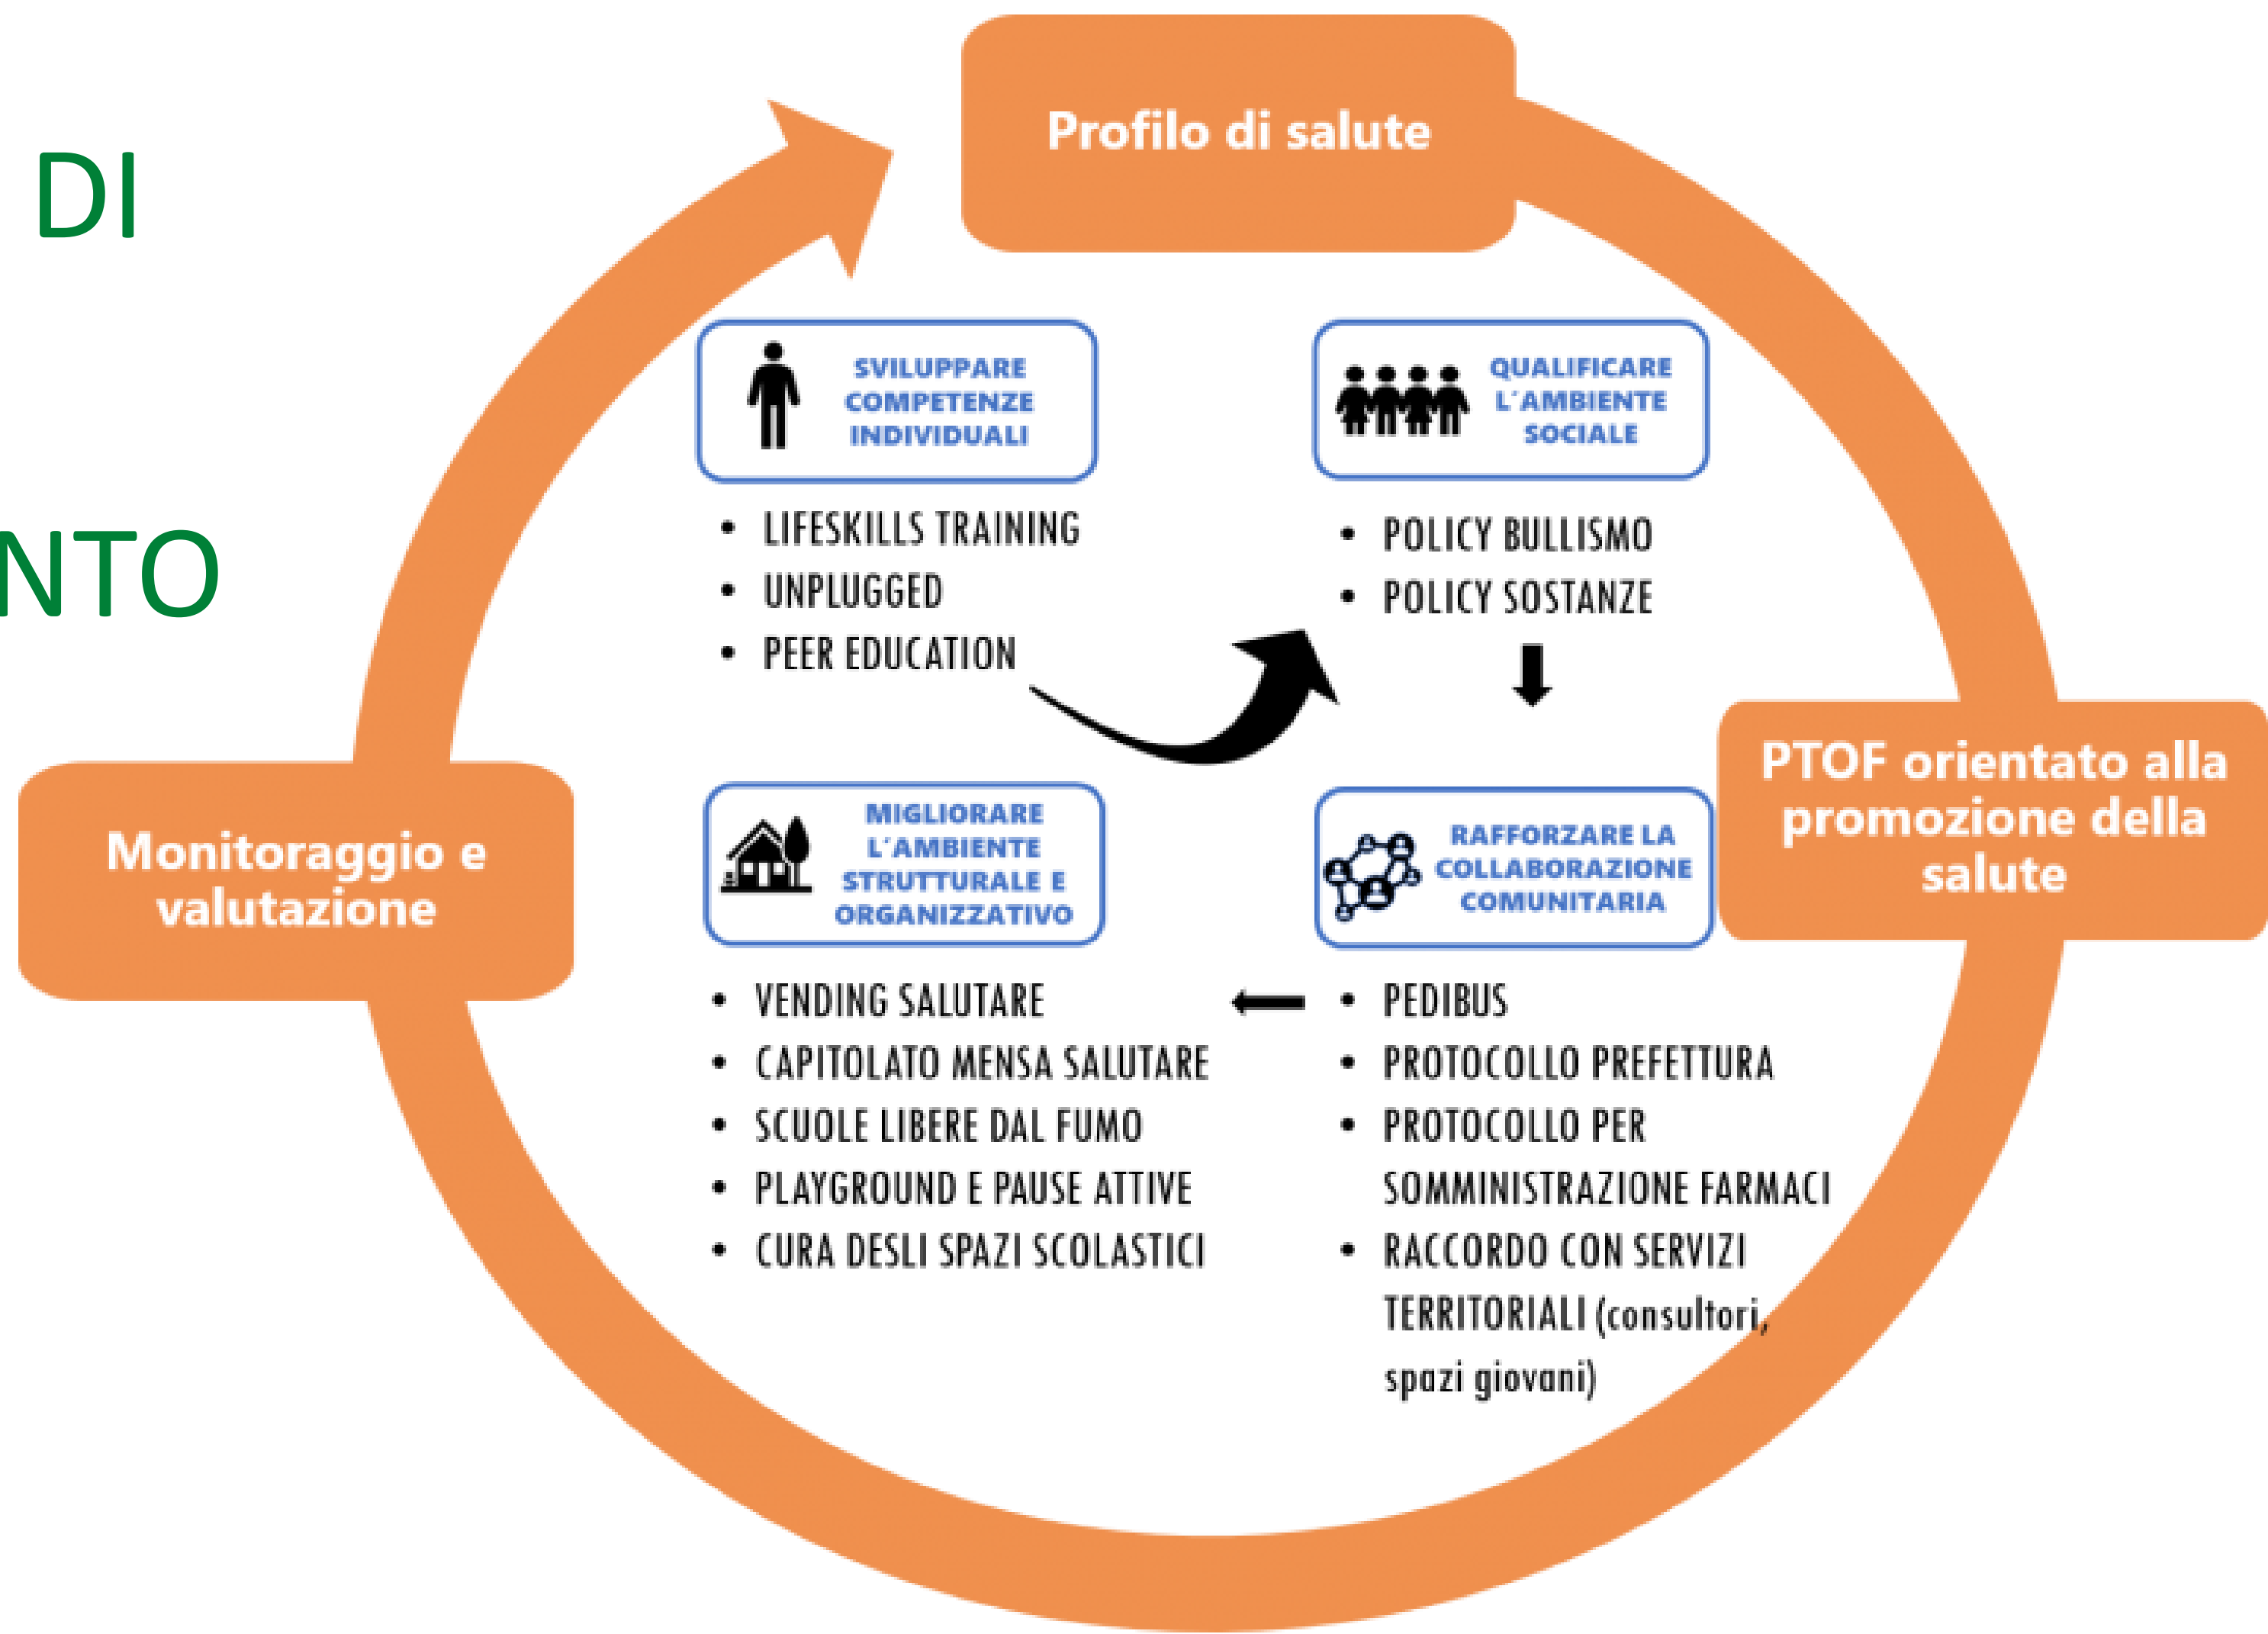 DI
NTO
Profilo di salute
SVILUPPARE
COMPETENZE
INDIVIDUALI
• LIFESKILLS TRAINING
• UNPLUGGED
• PEER EDUCATION
QUALIFICARE
L'AMBIENTE
SOCIALE
• POLICY BULLISMO
• POLICY SOSTANZE
PTOF orientato alla
promozione della
salute
RAFFORZARE LA
COLLABORAZIONE
COMUNITARIA
• PEDIBUS
• PROTOCOLLO PREFETTURA
• PROTOCOLLO PER
SOMMINISTRAZIONE FARMACI
• RACCORDO CON SERVIZI
TERRITORIALI (consultori,
spazi giovani)
MIGLIORARE
L'AMBIENTE
STRUTTURALE E
ORGANIZZATIVO
• VENDING SALUTARE
• CAPITOLATO MENSA SALUTARE
• SCUOLE LIBERE DAL FUMO
• PLAYGROUND E PAUSE ATTIVE
• CURA DESLI SPAZI SCOLASTICI
Monitoraggio e
valutazione